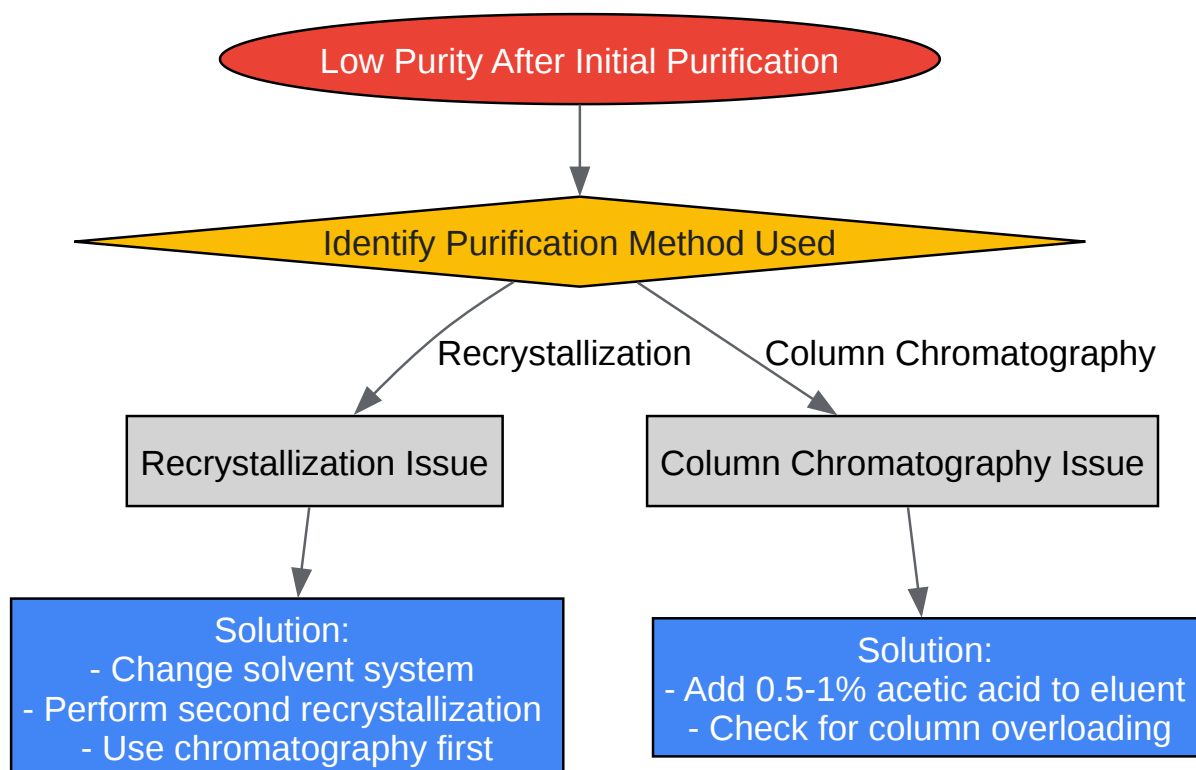 Low Purity After Initial Purification
Identify Purification Method Used
Recrystallization
Column Chromatography
Recrystallization Issue
Column Chromatography Issue
Solution:
- Change solvent system
- Perform second recrystallization
- Use chromatography first
Solution:
- Add 0.5-1% acetic acid to eluent
- Check for column overloading